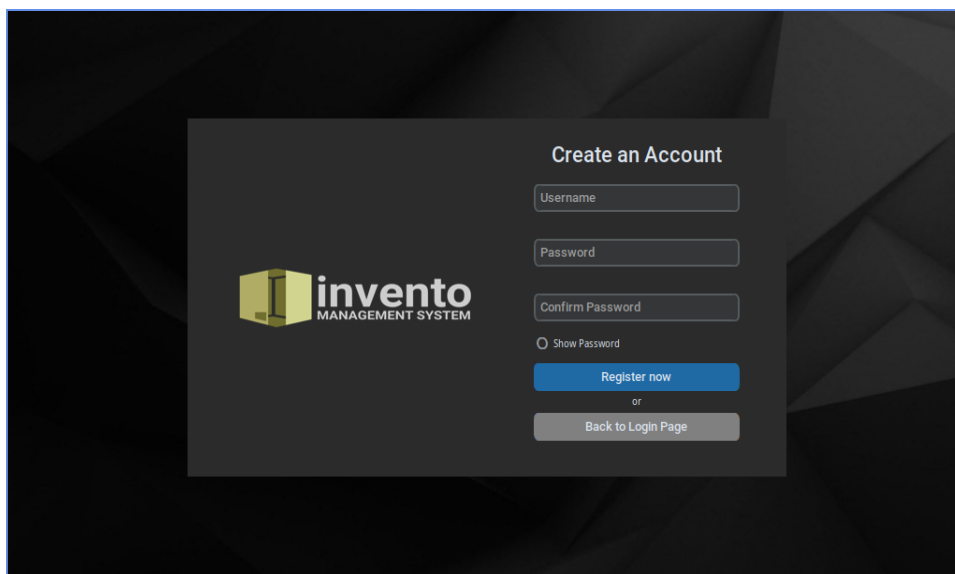 invento
MANAGEMENT SYSTEM
Create an Account
Username
Password
Confirm Password
Show Password
Register now
or
Back to Login Page